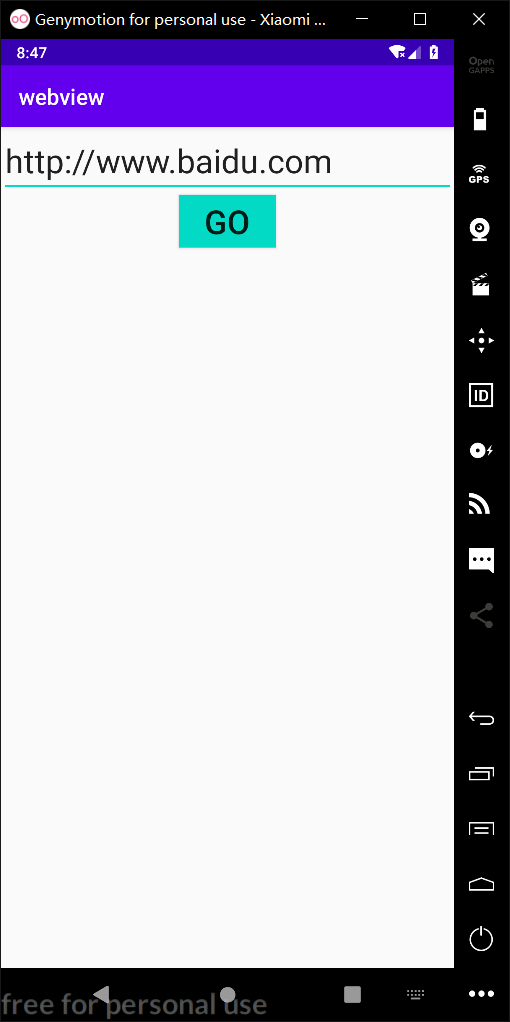 Genymotion for personal use - Xiaomi ...
8:47
Open
GAPPS
webview
http://www.baidu.com
GPS
GO
ID
free for personal use